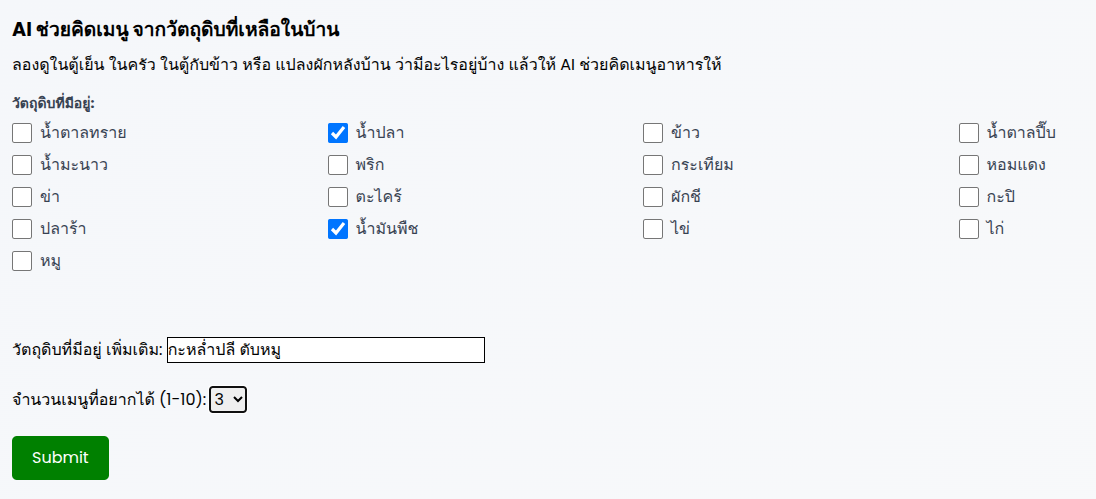 AI ช่วยคิดเมนู จากวัตถุดิบที่เหลือในบ้าน
ลองดูในตู้เย็น ในครัว ในตู้กับข้าว หรือ แปลงผักหลังบ้าน ว่ามีอะไรอยู่บ้าง แล้วให้ AI ช่วยคิดเมนูอาหารให้
วัตถุดิบที่มีอยู่:
น้ำตาลทราย น้ำปลา ข้าว น้ำตาลปี๊บ
น้ำมะนาว พริก กระเทียม หอมแดง
ข่า ตะไคร้ ผักชี กะปิ
ปลาร้า น้ำมันพืช ไข่ ไก่
หมู
วัตถุดิบที่มีอยู่ เพิ่มเติม: กะหล่ำปลี ตับหมู
จำนวนเมนูที่อยากได้ (1-10): 3
Submit